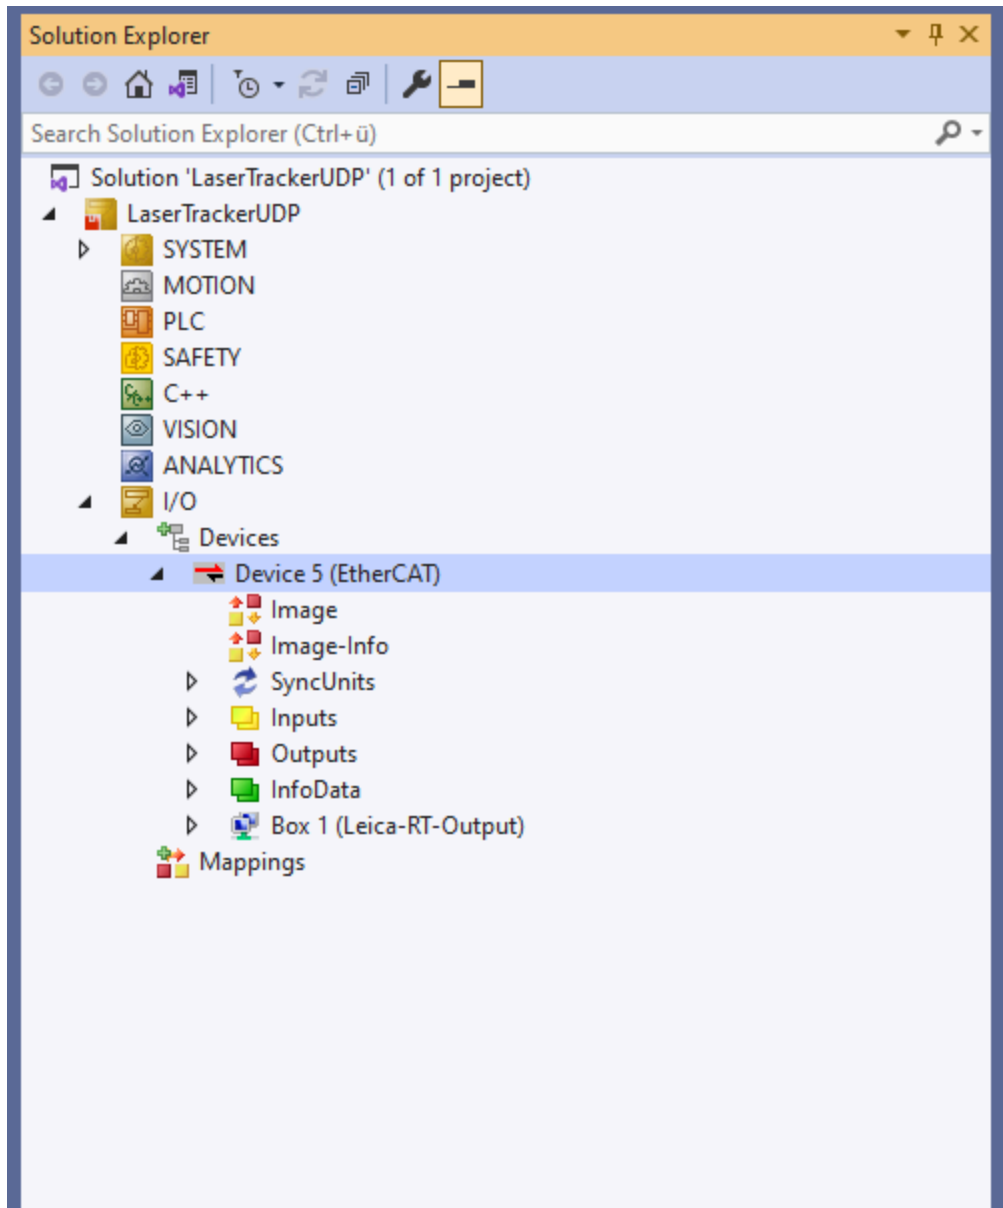 Solution Explorer
Search Solution Explorer (Ctrl+ü)
Solution 'LaserTrackerUDP' (1 of 1 project)
LaserTrackerUDP
SYSTEM
MOTION
PLC
SAFETY
C++
VISION
ANALYTICS
I/O
Devices
Device 5 (EtherCAT)
Image
Image-Info
SyncUnits
Inputs
Outputs
InfoData
Box 1 (Leica-RT-Output)
Mappings